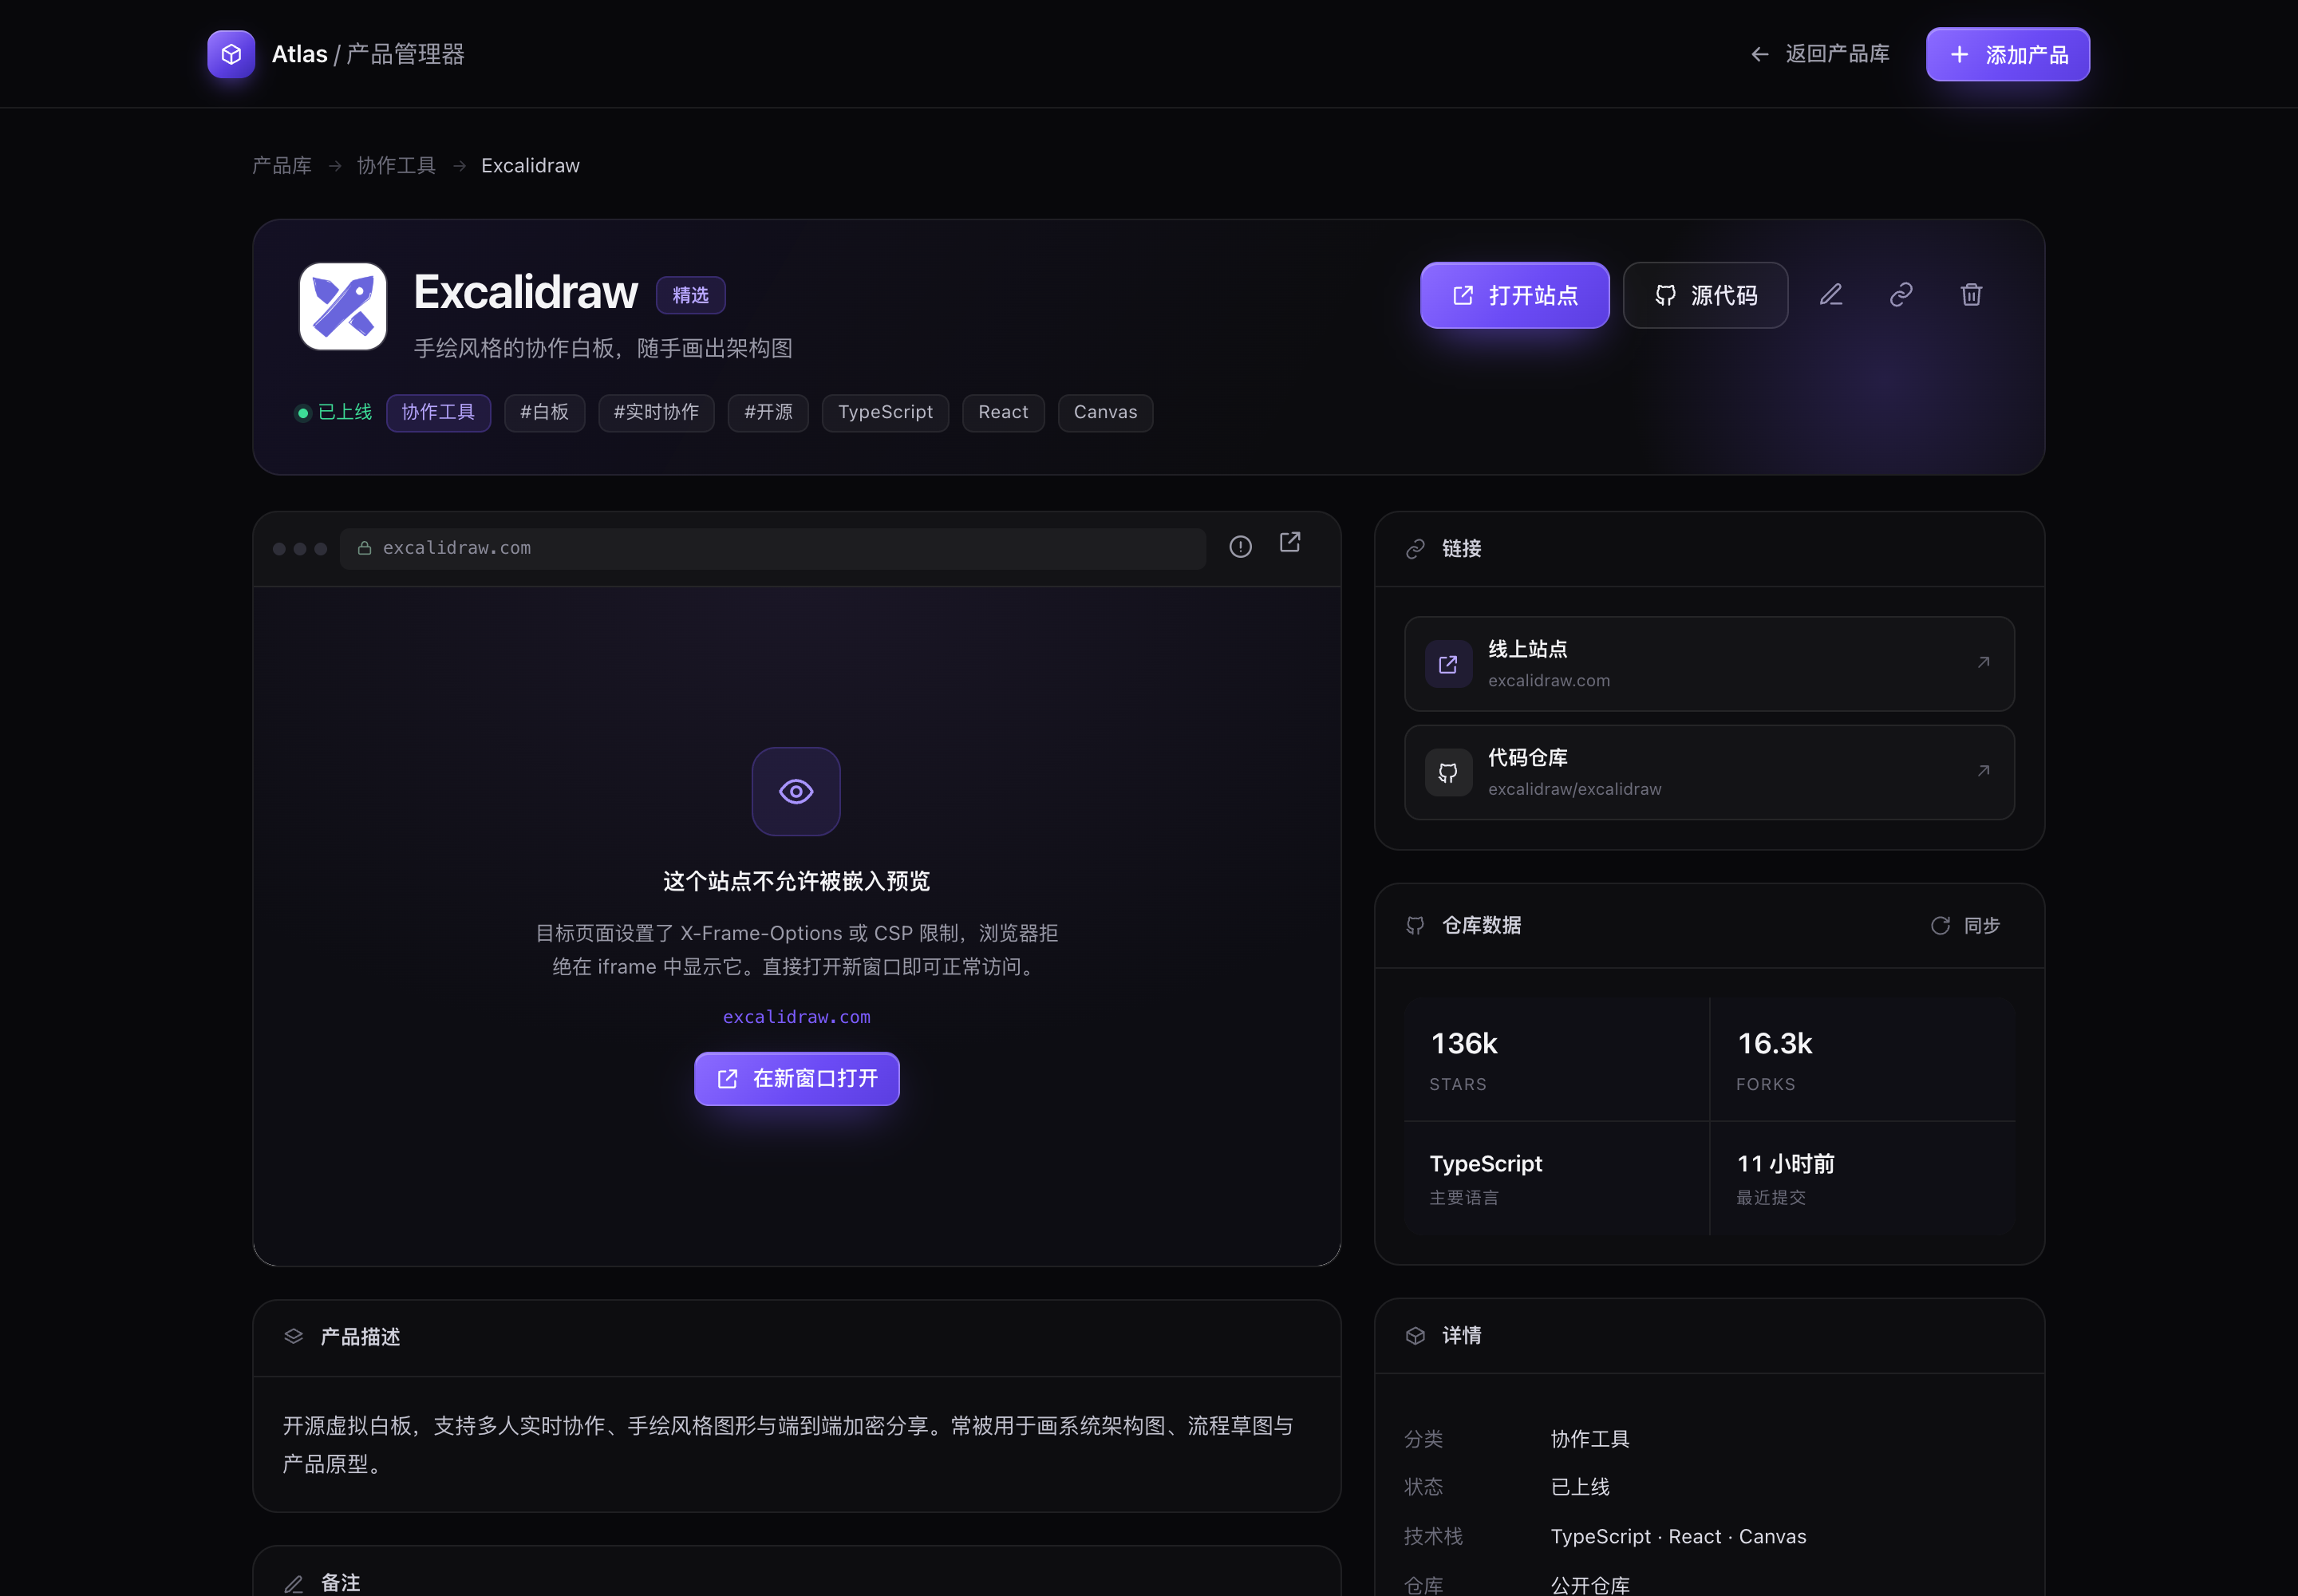 Atlas / 产品管理器
返回产品库
添加产品
产品库 → 协作工具 → Excalidraw
Excalidraw 精选
手绘风格的协作白板，随手画出架构图
打开站点
源代码
已上线 协作工具 #白板 #实时协作 #开源 TypeScript React Canvas
excalidraw.com
这个站点不允许被嵌入预览
目标页面设置了 X-Frame-Options 或 CSP 限制，浏览器拒
绝在 iframe 中显示它。直接打开新窗口即可正常访问。
excalidraw.com
在新窗口打开
产品描述
开源虚拟白板，支持多人实时协作、手绘风格图形与端到端加密分享。常被用于画系统架构图、流程草图与
产品原型。
备注
链接
线上站点
excalidraw.com
代码仓库
excalidraw/excalidraw
仓库数据
同步
136k
STARS
16.3k
FORKS
TypeScript
主要语言
11 小时前
最近提交
详情
分类 协作工具
状态 已上线
技术栈 TypeScript · React · Canvas
仓库 公开仓库